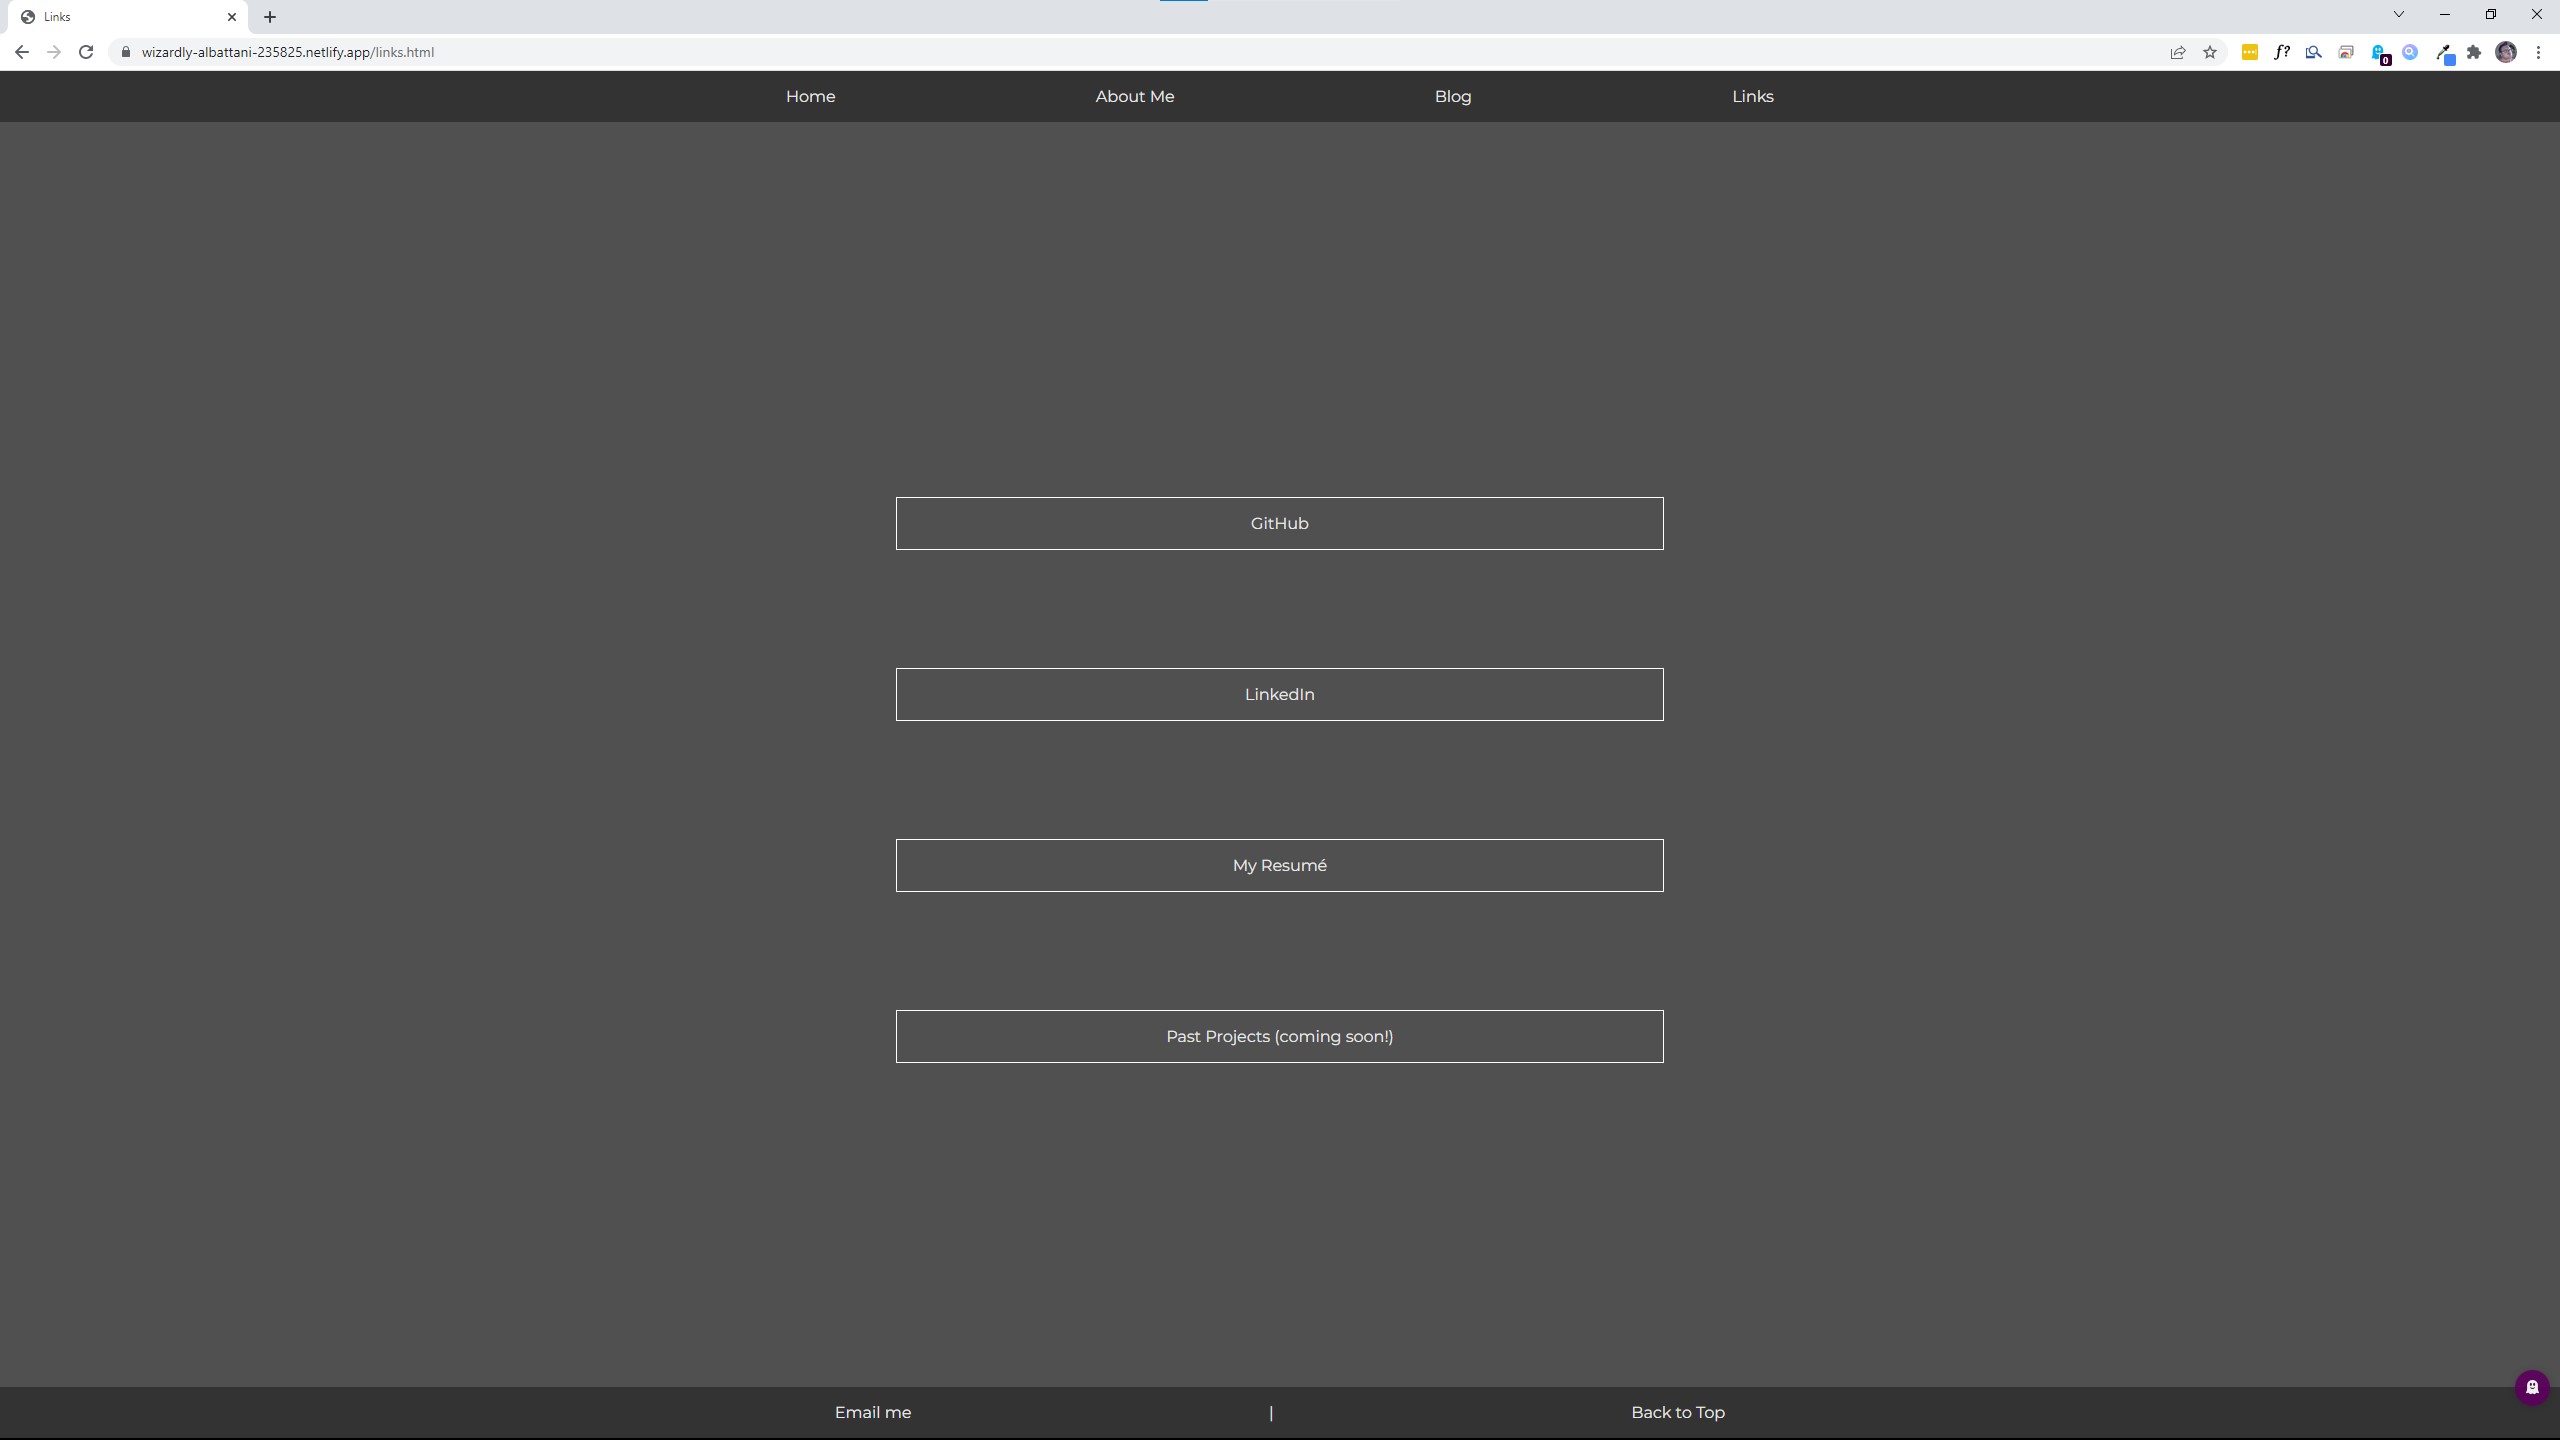 Links
wizardly-albattani-235825.netlify.app/links.html
f?
0
Home About Me Blog Links
GitHub
LinkedIn
My Resumé
Past Projects (coming soon!)
Email me | Back to Top